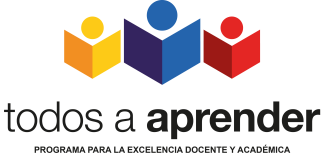 todos a aprender
PROGRAMA PARA LA EXCELENCIA DOCENTE Y ACADÉMICA